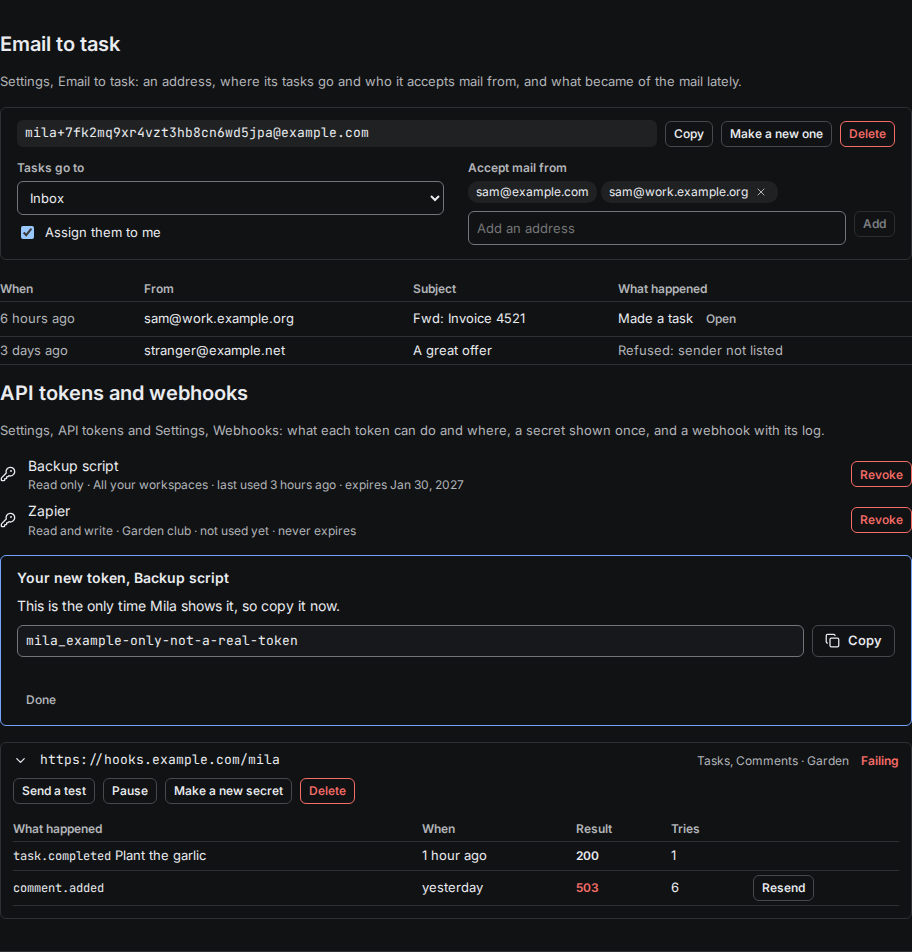 Email to task
Settings, Email to task: an address, where its tasks go and who it accepts mail from, and what became of the mail lately.
mila+7fk2mq9xr4vzt3hb8cn6wd5jpa@example.com Copy Make a new one Delete
Tasks go to
Inbox
Assign them to me
Accept mail from
sam@example.com sam@work.example.org ×
Add an address Add
When From Subject What happened
6 hours ago sam@work.example.org Fwd: Invoice 4521 Made a task Open
3 days ago stranger@example.net A great offer Refused: sender not listed
API tokens and webhooks
Settings, API tokens and Settings, Webhooks: what each token can do and where, a secret shown once, and a webhook with its log.
Backup script
Read only · All your workspaces · last used 3 hours ago · expires Jan 30, 2027
Revoke
Zapier
Read and write · Garden club · not used yet · never expires
Revoke
Your new token, Backup script
This is the only time Mila shows it, so copy it now.
mila_example-only-not-a-real-token Copy
Done
https://hooks.example.com/mila Tasks, Comments · Garden Failing
Send a test Pause Make a new secret Delete
What happened When Result Tries
task.completed Plant the garlic 1 hour ago 200 1
comment.added yesterday 503 6 Resend